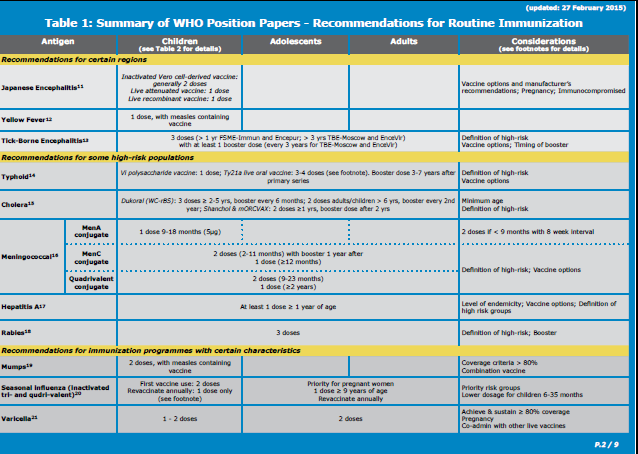 (updated: 27 February 2015)
Table 1: Summary of WHO Position Papers - Recommendations for Routine Immunization
Antigen
Children
(see Table 2 for details)
Adolescents
Adults
Considerations
(see footnotes for details)
Recommendations for certain regions
Japanese Encephalitis11
Inactivated Vero cell-derived vaccine:
generally 2 doses
Live attenuated vaccine: 1 dose
Live recombinant vaccine: 1 dose
Vaccine options and manufacturer's
recommendations; Pregnancy; Immunocompromised
Yellow Fever12
1 dose, with measles containing
vaccine
Tick-Borne Encephalitis13
3 doses (> 1 yr FSME-Immun and Encepur; > 3 yrs TBE-Moscow and EnceVir)
with at least 1 booster dose (every 3 years for TBE-Moscow and EnceVir)
Definition of high-risk
Vaccine options; Timing of booster
Recommendations for some high-risk populations
Typhoid14
Vi polysaccharide vaccine: 1 dose; Ty21a live oral vaccine: 3-4 doses (see footnote). Booster dose 3-7 years after
primary series
Definition of high-risk
Vaccine options
Cholera15
Dukoral (WC-rBS): 3 doses ≥ 2-5 yrs, booster every 6 months; 2 doses adults/children > 6 yrs, booster every 2nd
year; Shanchol & mORCVAX: 2 doses ≥1 yrs, booster dose after 2 yrs
Minimum age
Definition of high-risk
Meningococcal16
MenA
conjugate
1 dose 9-18 months (5µg)
2 doses if < 9 months with 8 week interval
MenC
conjugate
2 doses (2-11 months) with booster 1 year after
1 dose (≥12 months)
Definition of high-risk; Vaccine options
Quadrivalent
conjugate
2 doses (9-23 months)
1 dose (≥2 years)
Hepatitis A17
At least 1 dose ≥ 1 year of age
Level of endemicity; Vaccine options; Definition of
high risk groups
Rabies18
3 doses
Definition of high-risk; Booster
Recommendations for immunization programmes with certain characteristics
Mumps19
2 doses, with measles containing
vaccine
Coverage criteria > 80%
Combination vaccine
Seasonal Influenza (inactivated
tri- and qudri-valent)20
First vaccine use: 2 doses
Revaccinate annually: 1 dose only
(see footnote)
Priority for pregnant women
1 dose ≥ 9 years of age
Revaccinate annually
Priority risk groups
Lower dosage for children 6-35 months
Varicella21
1 - 2 doses
2 doses
Achieve & sustain ≥ 80% coverage
Pregnancy
Co-admin with other live vaccines
P.2 / 9